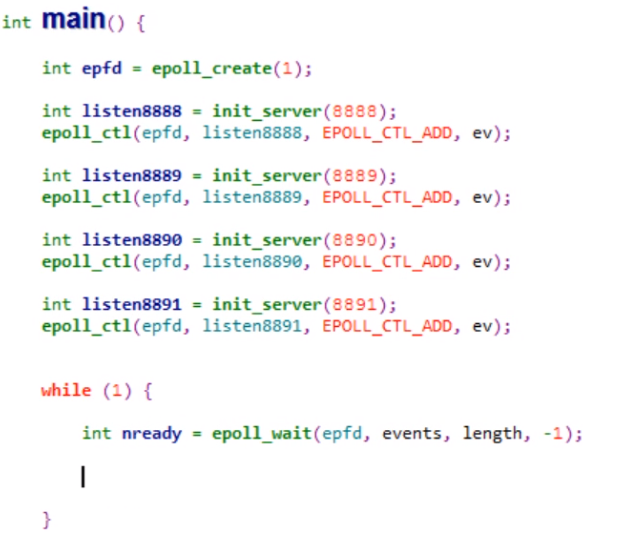 int main() {
int epfd = epoll_create(1);
int listen8888 = init_server(8888);
epoll_ctl(epfd, listen8888, EPOLL_CTL_ADD, ev);
int listen8889 = init_server(8889);
epoll_ctl(epfd, listen8889, EPOLL_CTL_ADD, ev);
int listen8890 = init_server(8890);
epoll_ctl(epfd, listen8890, EPOLL_CTL_ADD, ev);
int listen8891 = init_server(8891);
epoll_ctl(epfd, listen8891, EPOLL_CTL_ADD, ev);
while (1) {
int nready = epoll_wait(epfd, events, length, -1);
}